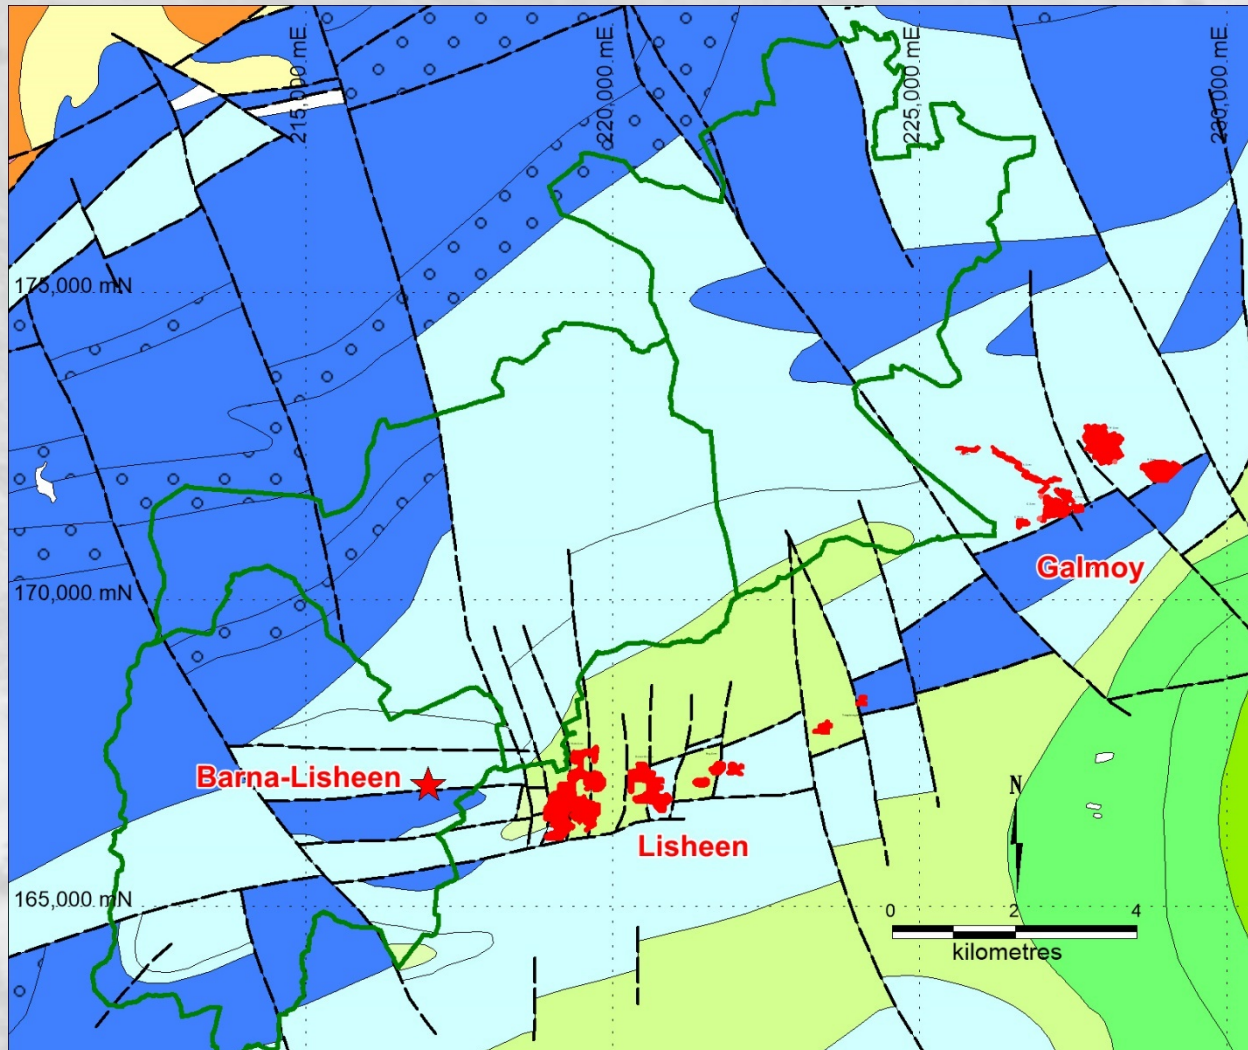 215,000 mE
220,000 mE
225,000 mE
230,000 mE
175,000 mN
170,000 mN
Galmoy
Barna-Lisheen
Lisheen
N
165,000 mN
0 2 4
kilometres